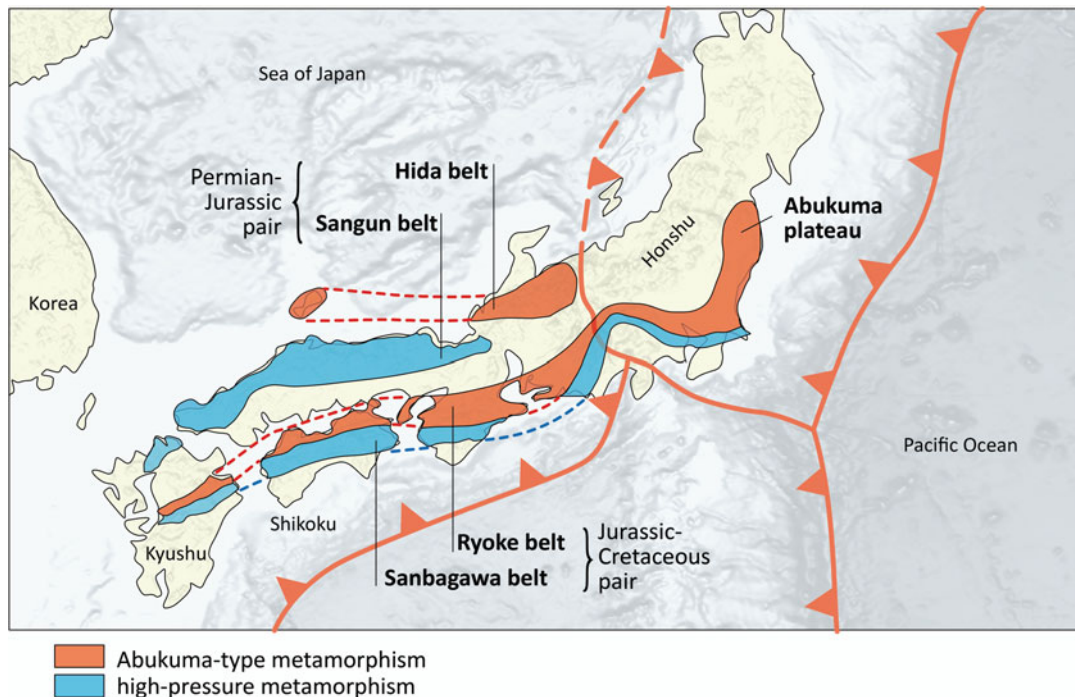 Sea of Japan
Permian-
Jurassic
pair
Hida belt
Sangun belt
Abukuma
plateau
Honshu
Korea
Pacific Ocean
Shikoku
Kyushu
Ryoke belt
Sanbagawa belt
Jurassic-
Cretaceous
pair
Abukuma-type metamorphism
high-pressure metamorphism